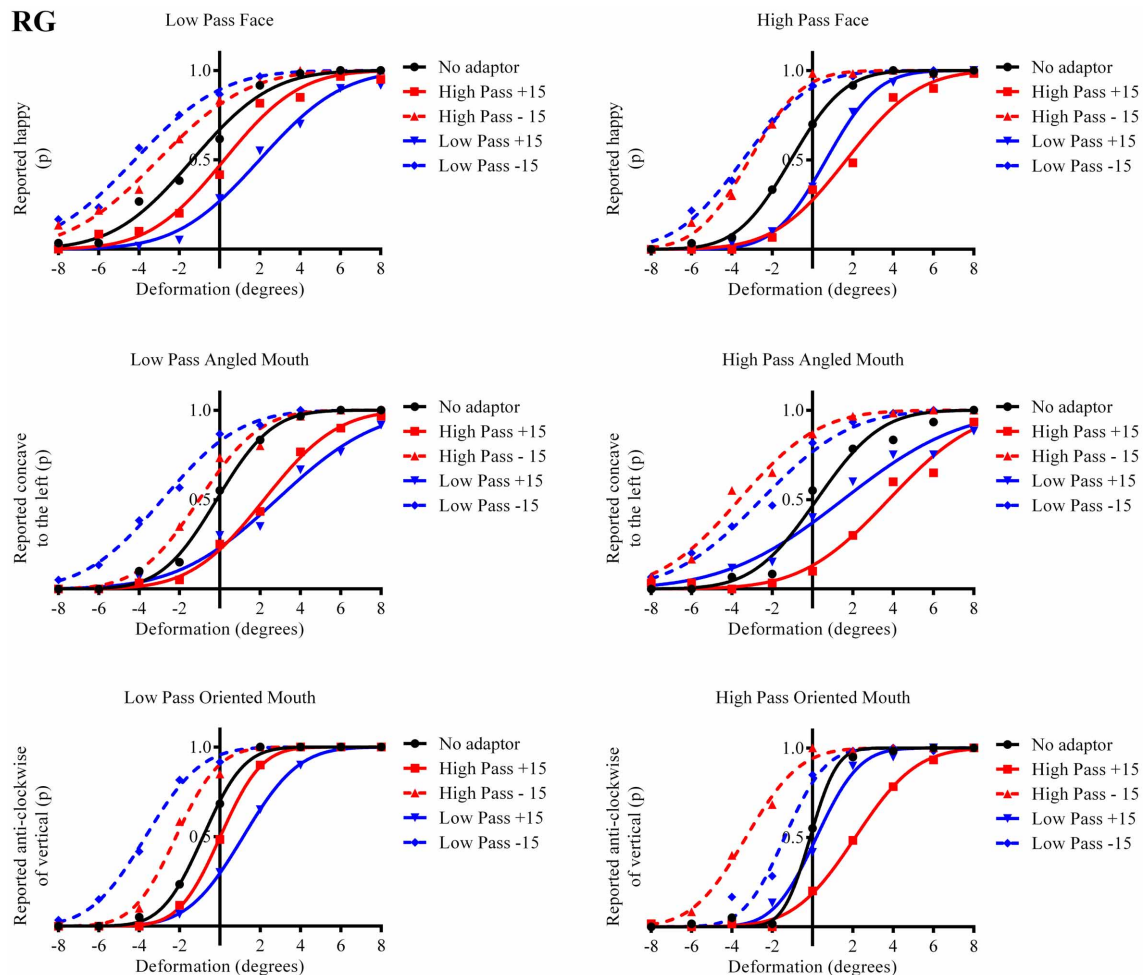 RG
Low Pass Face
Reported happy
(p)
1.0
0.5
-8 -6 -4 -2 2 4 6 8
Deformation (degrees)
No adaptor
High Pass +15
High Pass - 15
Low Pass +15
Low Pass -15
High Pass Face
Reported happy
(p)
1.0
0.5
-8 -6 -4 -2 0 2 4 6 8
Deformation (degrees)
No adaptor
High Pass +15
High Pass - 15
Low Pass +15
Low Pass -15
Low Pass Angled Mouth
Reported concave
to the left (p)
1.0
0.5
-8 -6 -4 -2 2 4 6 8
Deformation (degrees)
No adaptor
High Pass +15
High Pass - 15
Low Pass +15
Low Pass -15
High Pass Angled Mouth
Reported concave
to the left (p)
1.0
0.5
-8 -6 -4 -2 0 2 4 6 8
Deformation (degrees)
No adaptor
High Pass +15
High Pass - 15
Low Pass +15
Low Pass -15
Low Pass Oriented Mouth
Reported anti-clockwise
of vertical (p)
1.0
0.5
-8 -6 -4 -2 0 2 4 6 8
Deformation (degrees)
No adaptor
High Pass +15
High Pass - 15
Low Pass +15
Low Pass -15
High Pass Oriented Mouth
Reported anti-clockwise
of vertical (p)
1.0
0.5
-8 -6 -4 -2 0 2 4 6 8
Deformation (degrees)
No adaptor
High Pass +15
High Pass - 15
Low Pass +15
Low Pass -15